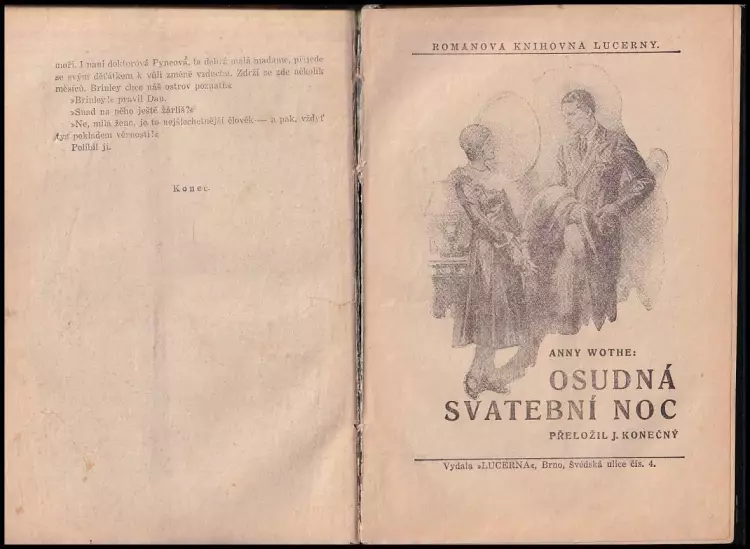 moři. I paní doktorová Pyneová, ta dobrá malá madame, přijede
se svým děťátkem k vůli změně vzduchu. Zdrží se zde několik
měsíců. Brinley chce náš ostrov poznati.«
»Brinley!« pravil Dan.
»Snad na něho ještě žárlíš?«
»Ne, milá ženo, je to nejšlechetnější člověk — a pak, vždyť
tys pokladem věrnosti!«
Políbil ji.
Konec.
ROMÁNOVÁ KNIHOVNA LUCERNY.
ANNY WOTHE:
OSUDNÁ
SVATEBNÍ NOC
PŘELOŽIL J. KONEČNÝ
Vydala »LUCERNA«, Brno, Švédská ulice čís. 4.